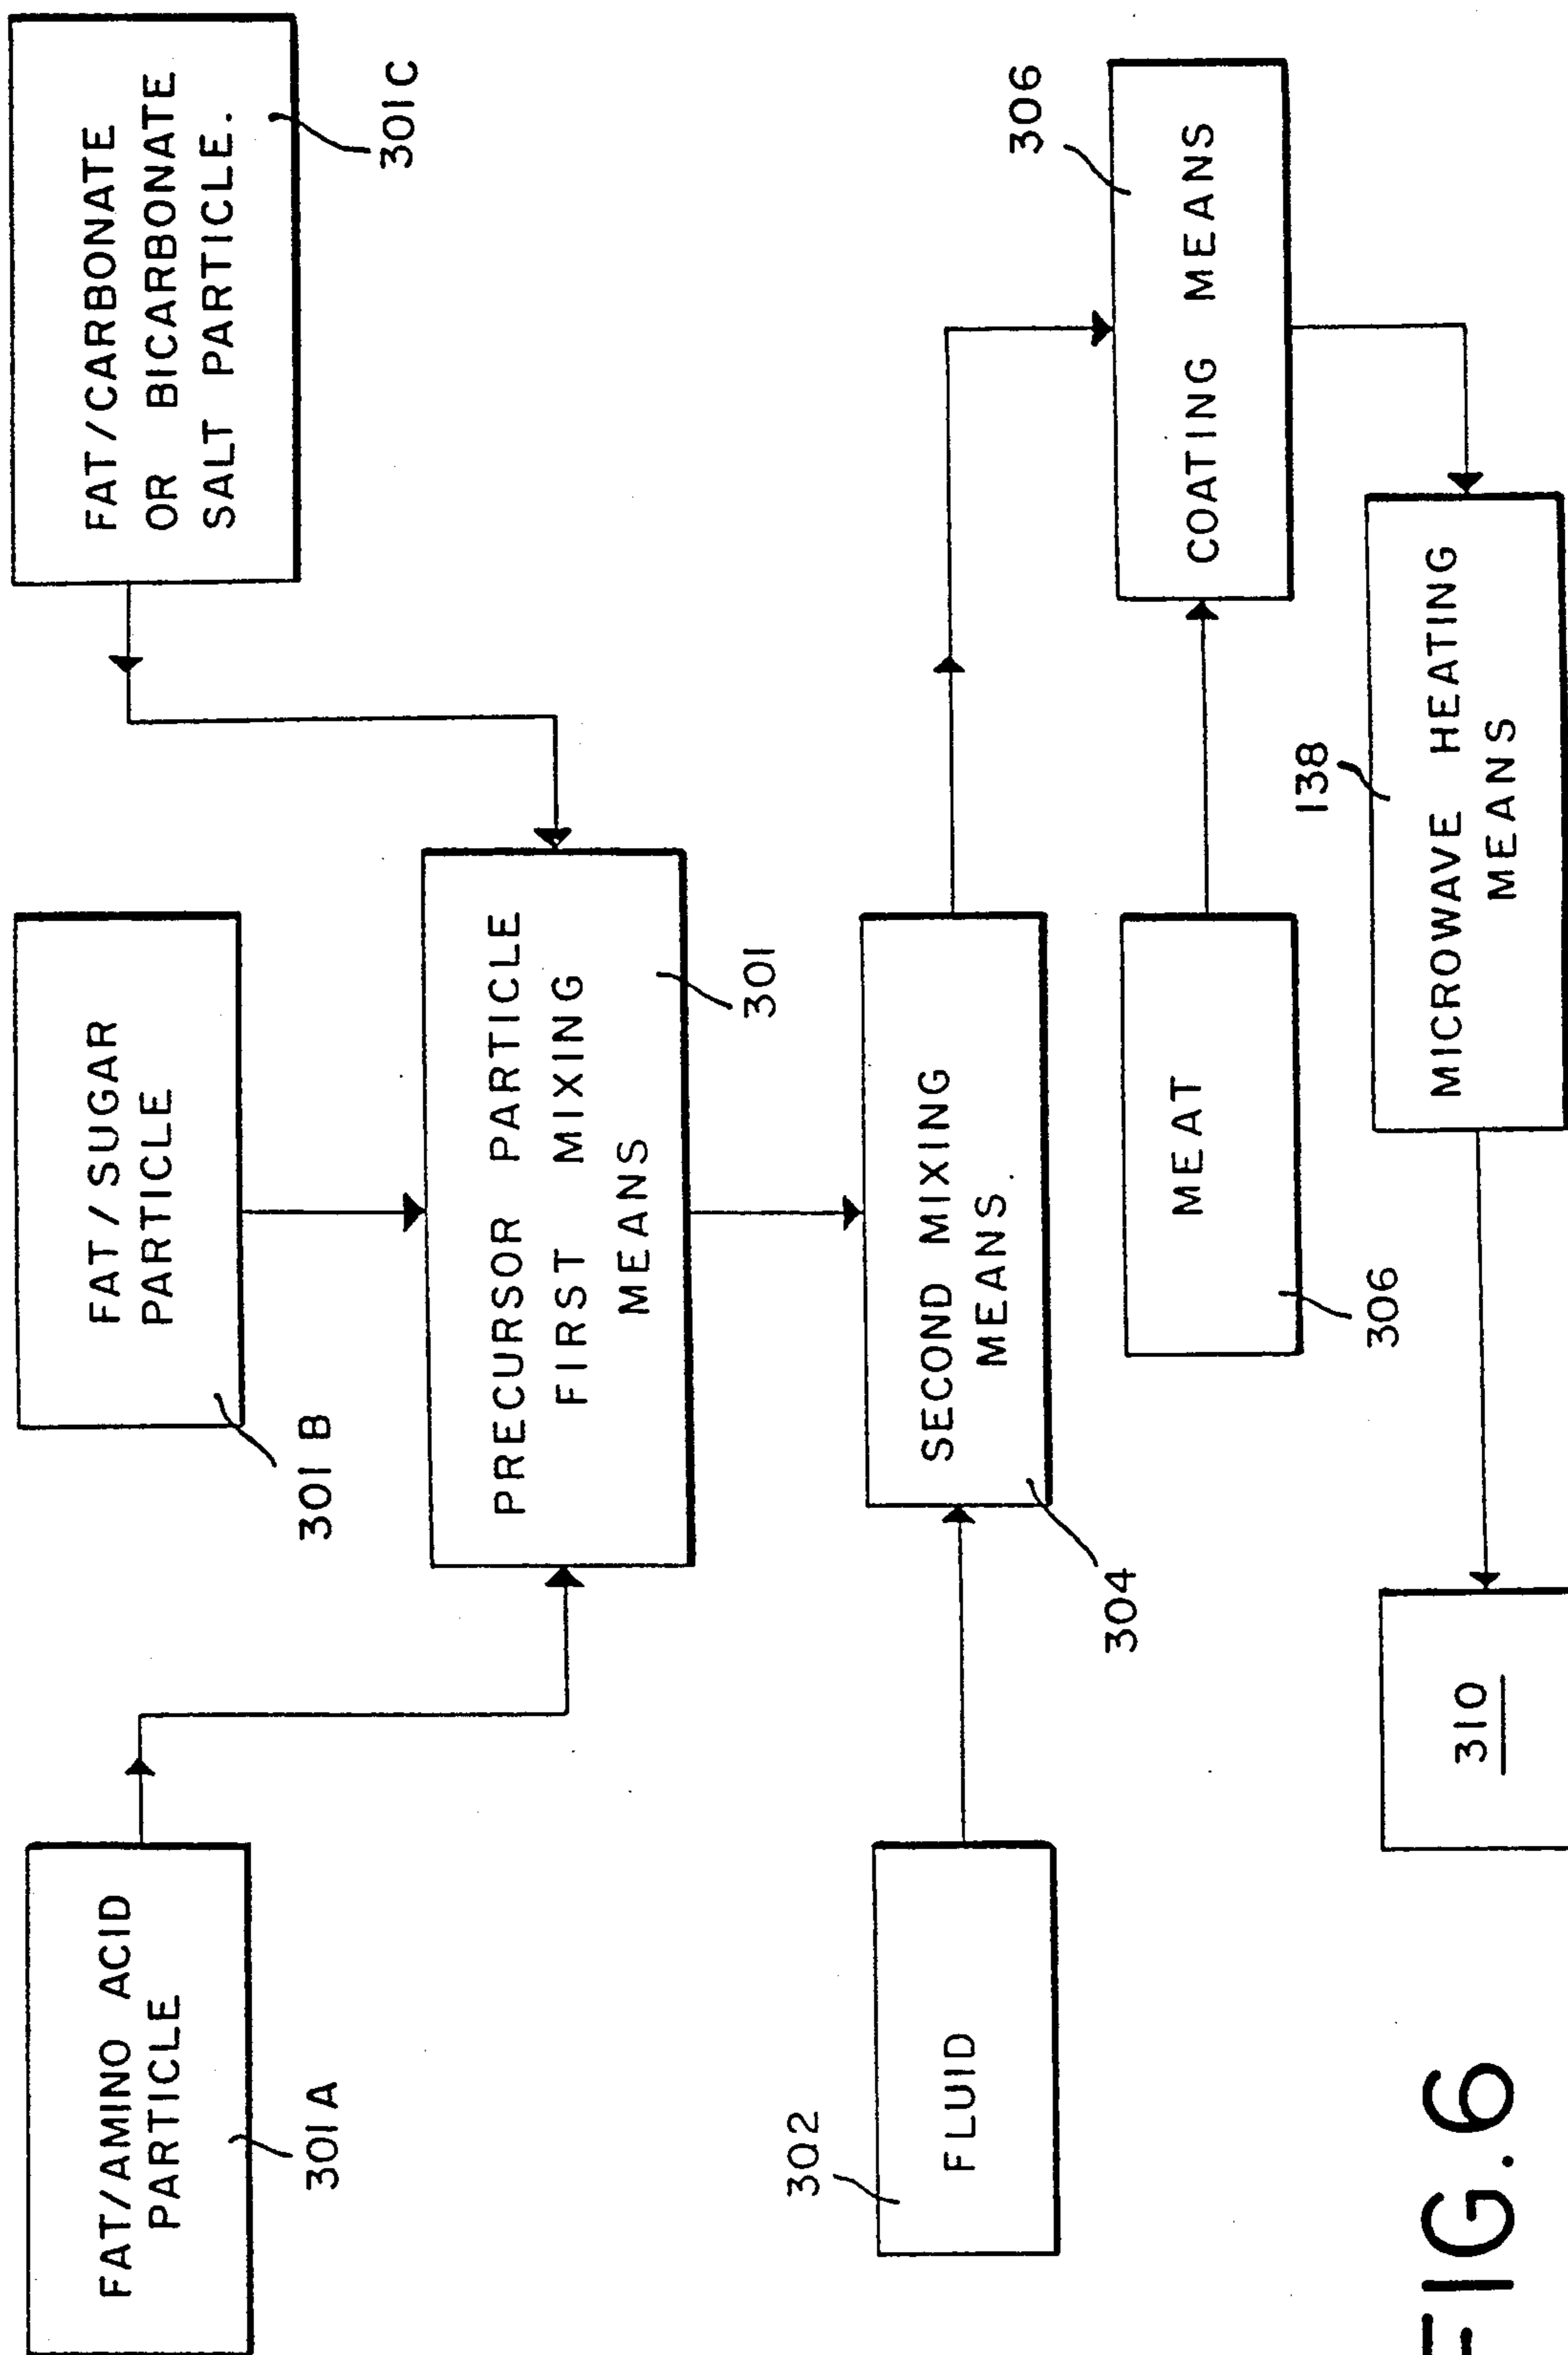 FAT/AMINO ACID
PARTICLE
301A
FAT/SUGAR
PARTICLE
301B
FAT/CARBONATE
OR BICARBONATE
SALT PARTICLE.
301C
PRECURSOR PARTICLE
FIRST MIXING
MEANS
301
FLUID
302
SECOND MIXING
MEANS
304
MEAT
306
COATING MEANS
306
MICROWAVE HEATING
MEANS
138
310
FIG.6